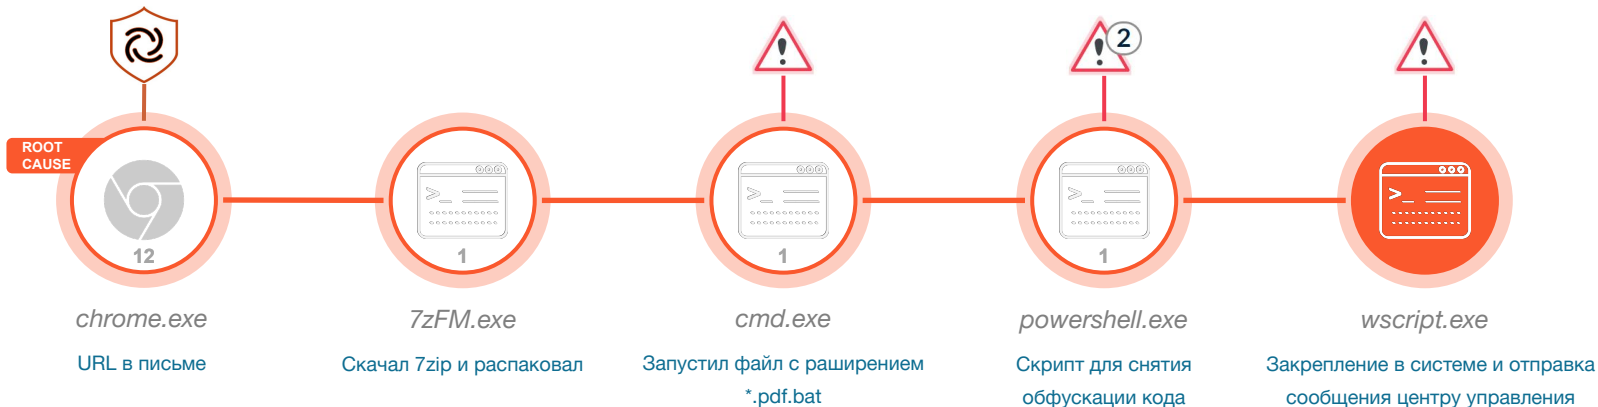 2
ROOT
CAUSE
12
1
1
1
chrome.exe
7zFM.exe
cmd.exe
powershell.exe
wscript.exe
URL в письме
Скачал 7zip и распаковал
Запустил файл с раширением
*.pdf.bat
Скрипт для снятия
обфускации кода
Закрепление в системе и отправка
сообщения центру управления